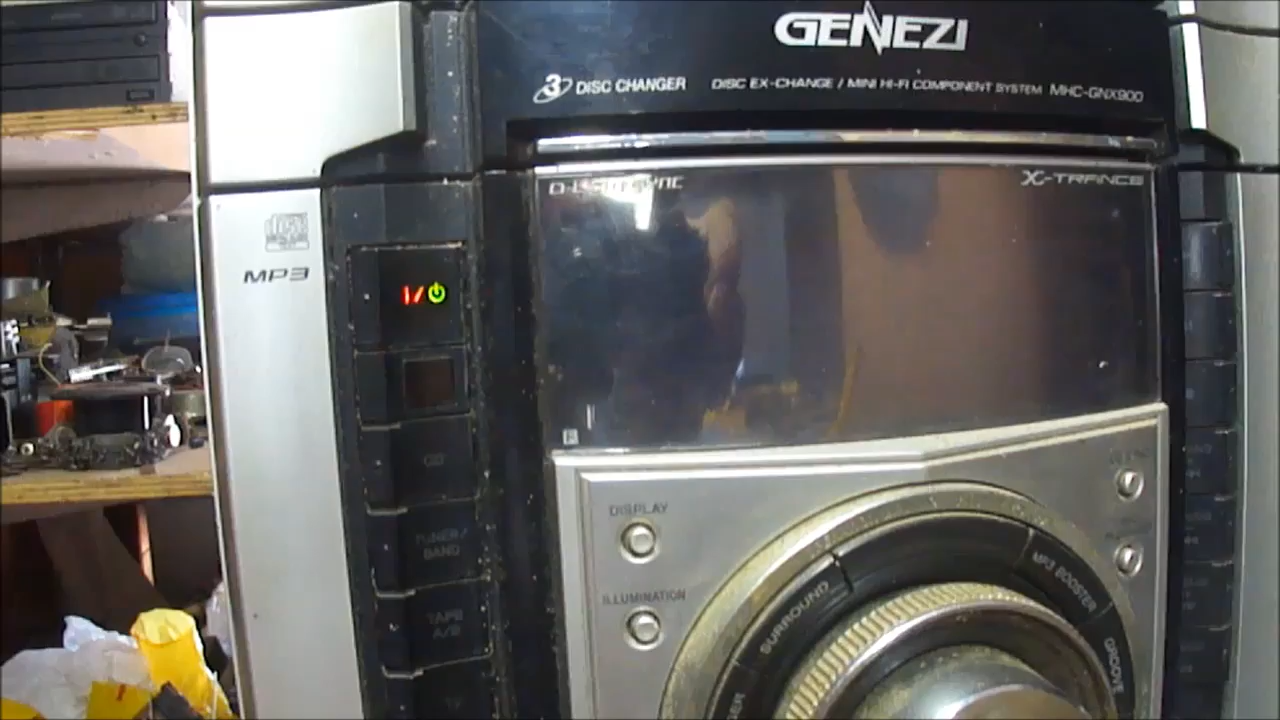 GENEZI
3 DISC CHANGER
DISC EX-CHANGE / MINI HI-FI COMPONENT SYSTEM MHC-GNX900
X-TRANCE
MP3
I/
CD
TUNER/
BAND
TAPE
A/B
DISPLAY
ILLUMINATION
SURROUND
MP3 BOOSTER
GROOVE